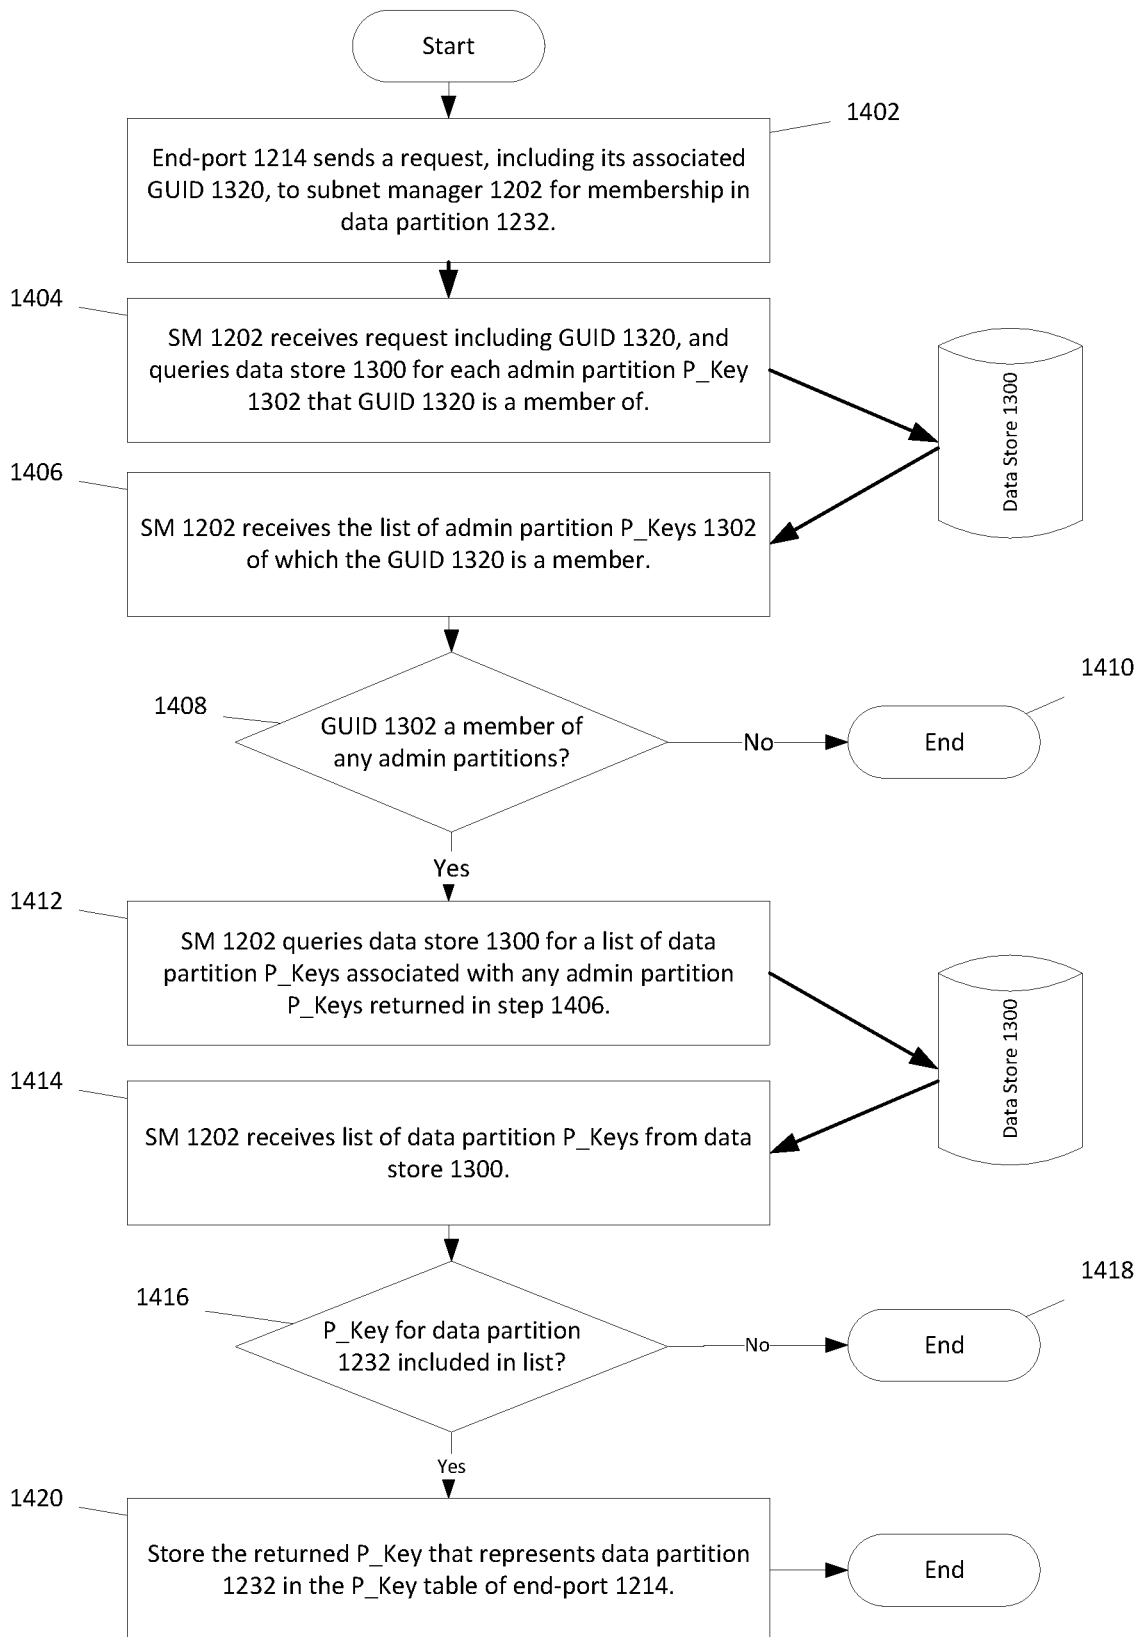 Start
1402
End-port 1214 sends a request, including its associated
GUID 1320, to subnet manager 1202 for membership in
data partition 1232.
1404
SM 1202 receives request including GUID 1320, and
queries data store 1300 for each admin partition P_Key
1302 that GUID 1320 is a member of.
Data Store 1300
1406
SM 1202 receives the list of admin partition P_Keys 1302
of which the GUID 1320 is a member.
1408
GUID 1302 a member of
any admin partitions?
No
1410
End
Yes
1412
SM 1202 queries data store 1300 for a list of data
partition P_Keys associated with any admin partition
P_Keys returned in step 1406.
Data Store 1300
1414
SM 1202 receives list of data partition P_Keys from data
store 1300.
1416
P_Key for data partition
1232 included in list?
No
1418
End
Yes
1420
Store the returned P_Key that represents data partition
1232 in the P_Key table of end-port 1214.
End